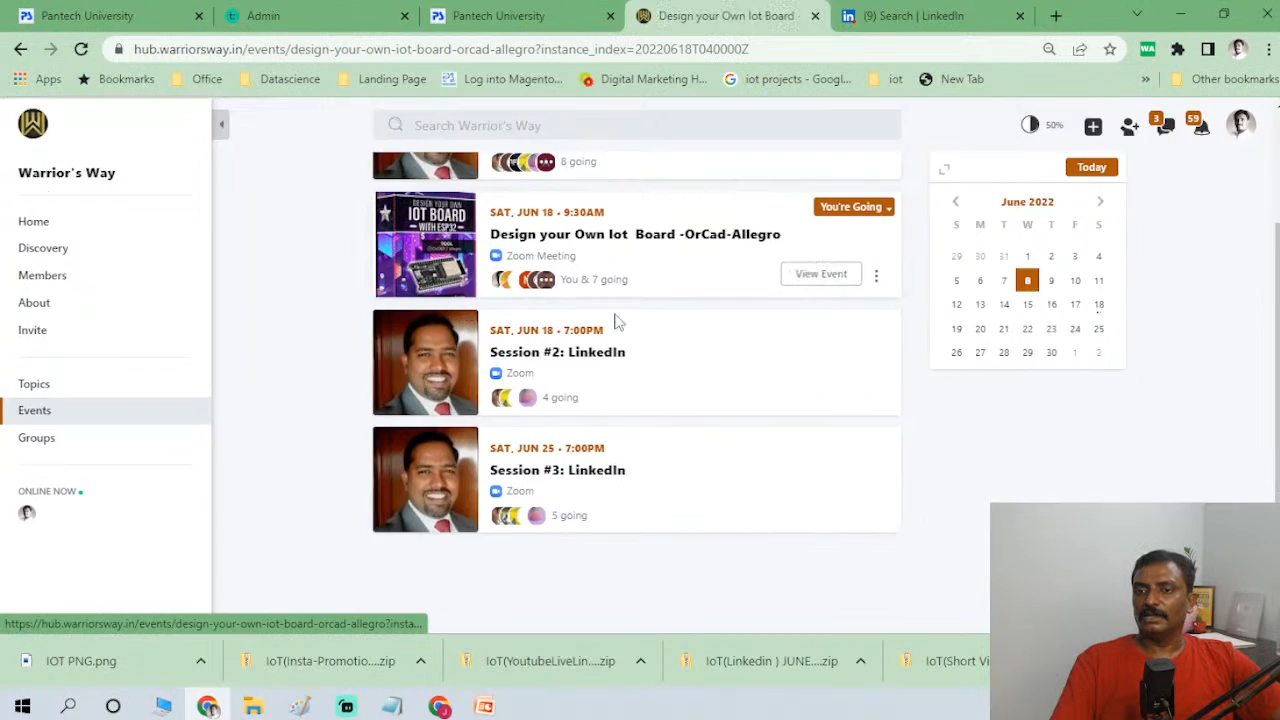 Pantech University
Admin
Pantech University
Design your Own Iot Board
(9) Search | LinkedIn
hub.warriorsway.in/events/design-your-own-iot-board-orcad-allegro?instance_index=20220618T040000Z
Apps
Bookmarks
Office
Datascience
Landing Page
Log into Magento...
Digital Marketing H...
iot projects - Googl...
iot
New Tab
Other bookmarks
Warrior's Way
Home
Discovery
Members
About
Invite
Topics
Events
Groups
ONLINE NOW
Search Warrior's Way
50%
3
59
8 going
DESIGN YOUR OWN
IOT BOARD
WITH ESP32
SAT, JUN 18 • 9:30AM
You're Going
Design your Own Iot Board -OrCad-Allegro
Zoom Meeting
You & 7 going
View Event
SAT, JUN 18 • 7:00PM
Session #2: LinkedIn
Zoom
4 going
SAT, JUN 25 • 7:00PM
Session #3: LinkedIn
Zoom
5 going
Today
June 2022
S M T W T F S
29 30 31 1 2 3 4
5 6 7 8 9 10 11
12 13 14 15 16 17 18
19 20 21 22 23 24 25
26 27 28 29 30 1 2
https://hub.warriorsway.in/events/design-your-own-iot-board-orcad-allegro?insta...
IOT PNG.png
IoT(Insta-Promotio....zip
IoT(YoutubeLiveLin....zip
IoT(Linkedin ) JUNE....zip
IoT(Short Vi